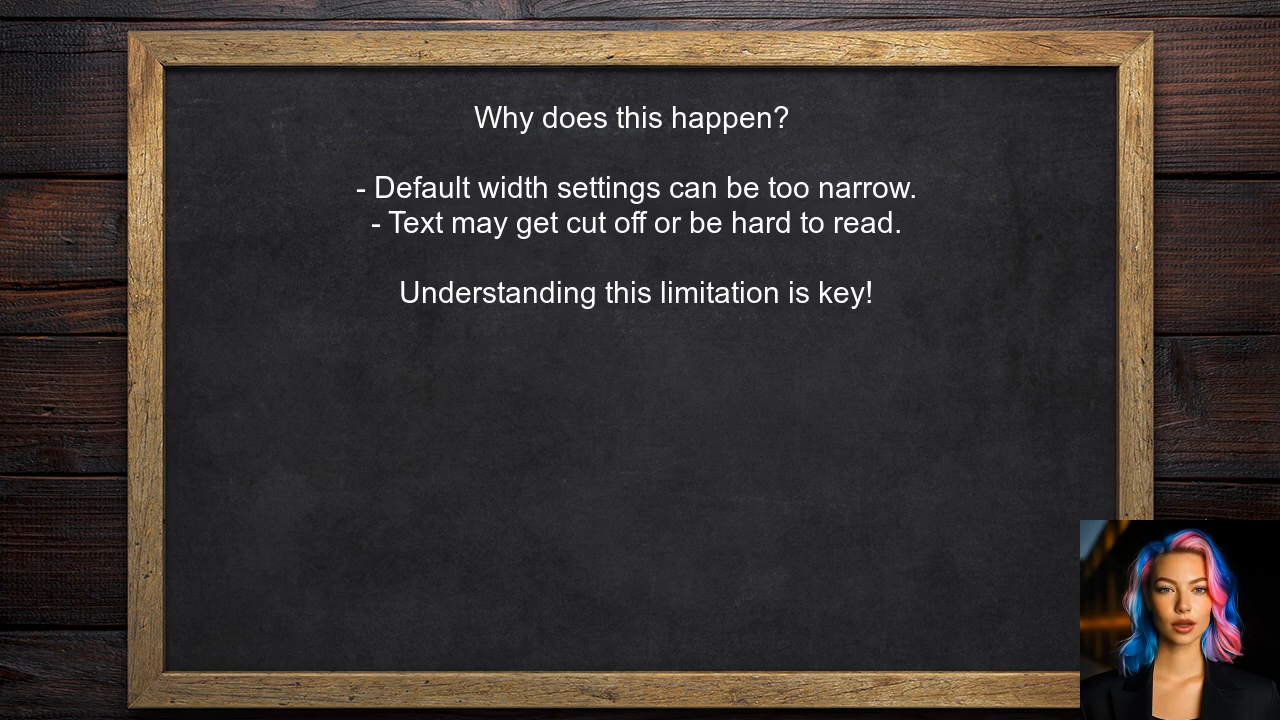 Why does this happen?
- Default width settings can be too narrow.
- Text may get cut off or be hard to read.
Understanding this limitation is key!